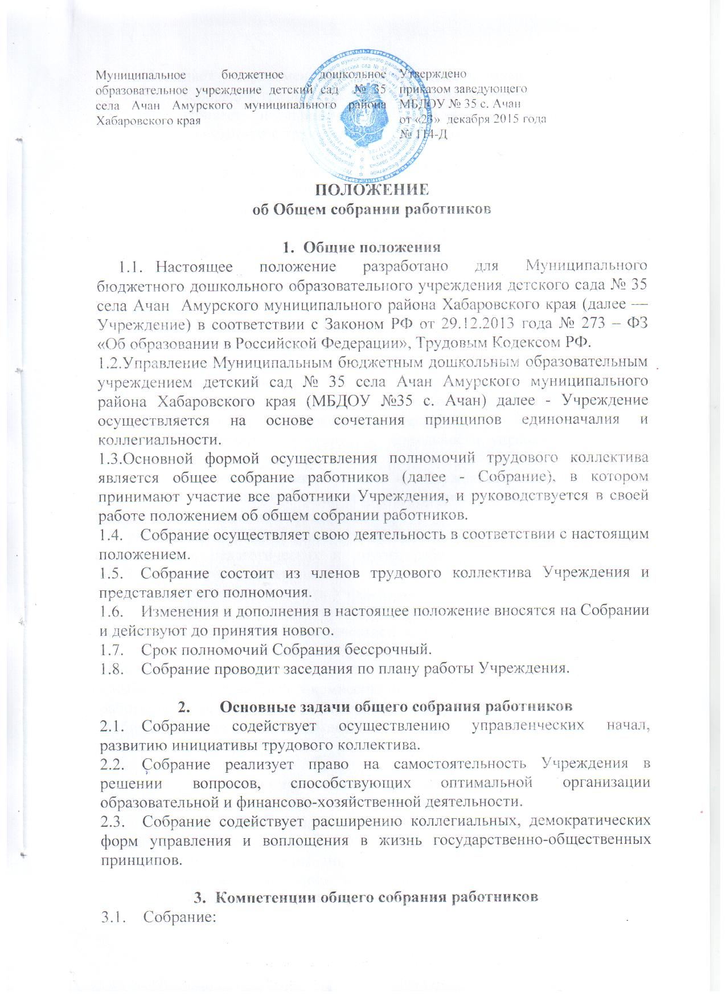 Муниципальное бюджетное дошкольное
образовательное учреждение детский сад № 35
села Ачан Амурского муниципального района
Хабаровского края
Утверждено
приказом заведующего
МБДОУ № 35 с. Ачан
от «23» декабря 2015 года
№ 114-Д
ПОЛОЖЕНИЕ
об Общем собрании работников
1. Общие положения
1.1. Настоящее положение разработано для Муниципального
бюджетного дошкольного образовательного учреждения детского сада № 35
села Ачан Амурского муниципального района Хабаровского края (далее —
Учреждение) в соответствии с Законом РФ от 29.12.2013 года № 273 – ФЗ
«Об образовании в Российской Федерации», Трудовым Кодексом РФ.
1.2.Управление Муниципальным бюджетным дошкольным образовательным
учреждением детский сад № 35 села Ачан Амурского муниципального
района Хабаровского края (МБДОУ №35 с. Ачан) далее - Учреждение
осуществляется на основе сочетания принципов единоначалия и
коллегиальности.
1.3.Основной формой осуществления полномочий трудового коллектива
является общее собрание работников (далее - Собрание), в котором
принимают участие все работники Учреждения, и руководствуется в своей
работе положением об общем собрании работников.
1.4. Собрание осуществляет свою деятельность в соответствии с настоящим
положением.
1.5. Собрание состоит из членов трудового коллектива Учреждения и
представляет его полномочия.
1.6. Изменения и дополнения в настоящее положение вносятся на Собрании
и действуют до принятия нового.
1.7. Срок полномочий Собрания бессрочный.
1.8. Собрание проводит заседания по плану работы Учреждения.
2. Основные задачи общего собрания работников
2.1. Собрание содействует осуществлению управленческих начал,
развитию инициативы трудового коллектива.
2.2. Собрание реализует право на самостоятельность Учреждения в
решении вопросов, способствующих оптимальной организации
образовательной и финансово-хозяйственной деятельности.
2.3. Собрание содействует расширению коллегиальных, демократических
форм управления и воплощения в жизнь государственно-общественных
принципов.
3. Компетенции общего собрания работников
3.1. Собрание: